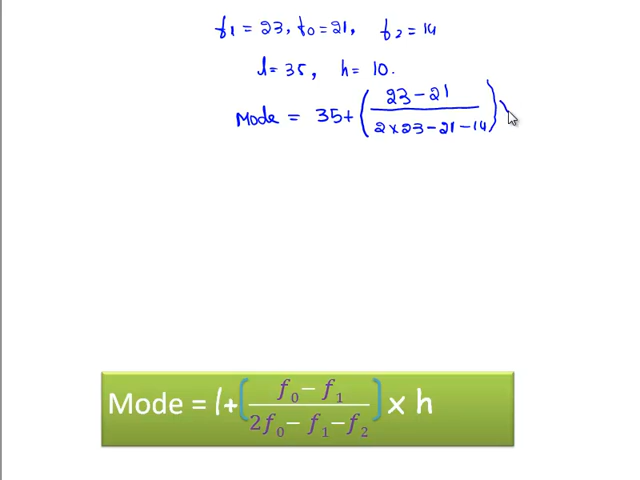 f₁ = 23, f₀ = 21, f₂ = 14
l = 35, h = 10.
Mode = 35 + ( (23 - 21) / (2 × 23 - 21 - 14) )
Mode = l + ( (f₀ - f₁) / (2f₀ - f₁ - f₂) ) x h